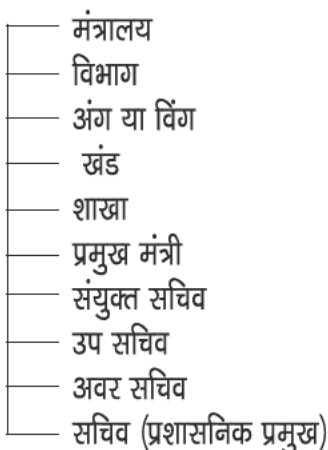 मंत्रालय
विभाग
अंग या विंग
खंड
शाखा
प्रमुख मंत्री
संयुक्त सचिव
उप सचिव
अवर सचिव
सचिव (प्रशासनिक प्रमुख)